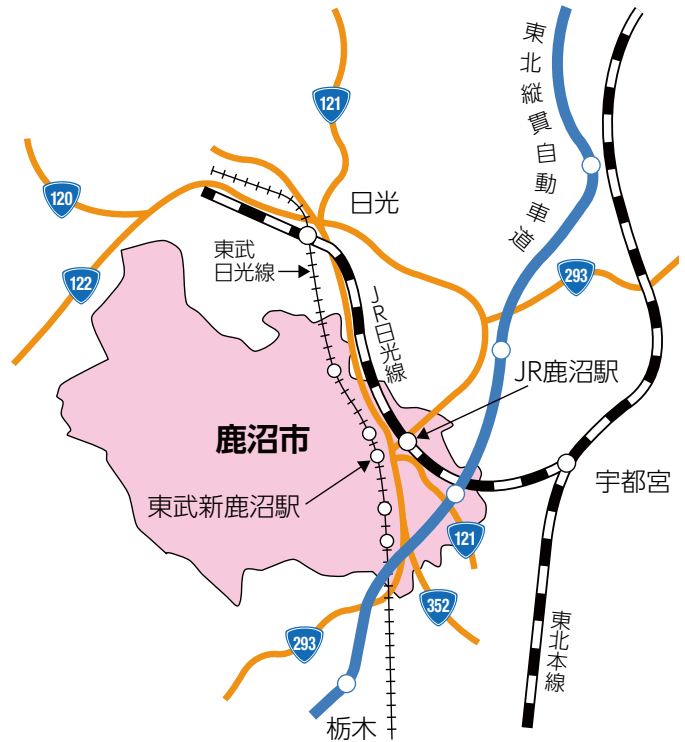 東北縦貫自動車道
121
120
日光
東武
日光線
122
293
JR日光線
JR鹿沼駅
鹿沼市
宇都宮
東武新鹿沼駅
121
352
293
東北本線
栃木